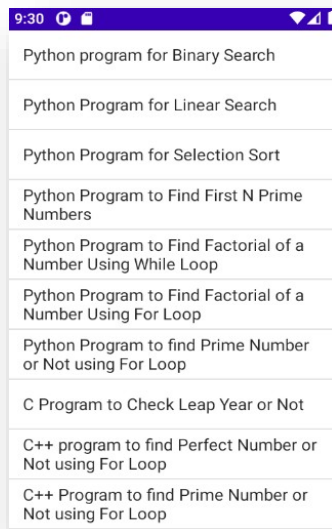 9:30
Python program for Binary Search
Python Program for Linear Search
Python Program for Selection Sort
Python Program to Find First N Prime
Numbers
Python Program to Find Factorial of a
Number Using While Loop
Python Program to Find Factorial of a
Number Using For Loop
Python Program to find Prime Number
or Not using For Loop
C Program to Check Leap Year or Not
C++ program to find Perfect Number or
Not using For Loop
C++ Program to find Prime Number or
Not using For Loop